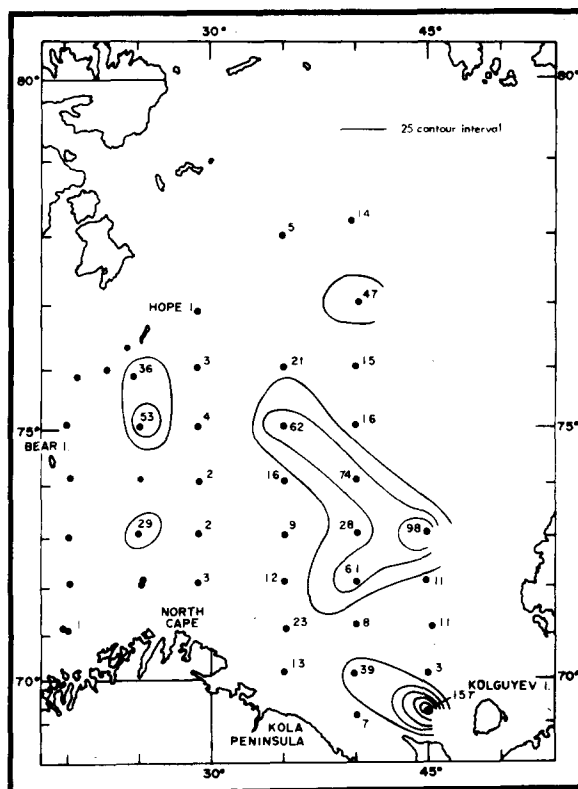 30° 45°
80° 80°
25 contour interval
14
5
47
HOPE I.
3 21 15
36
53 4 62 16
75° 75°
BEAR I.
2 16 74
29 2 9 28 98
61
3 12 11
NORTH
CAPE
1 23 8 11
13 39 3
70° 70°
157 KOLGUYEV I.
7
KOLA
PENINSULA
30° 45°